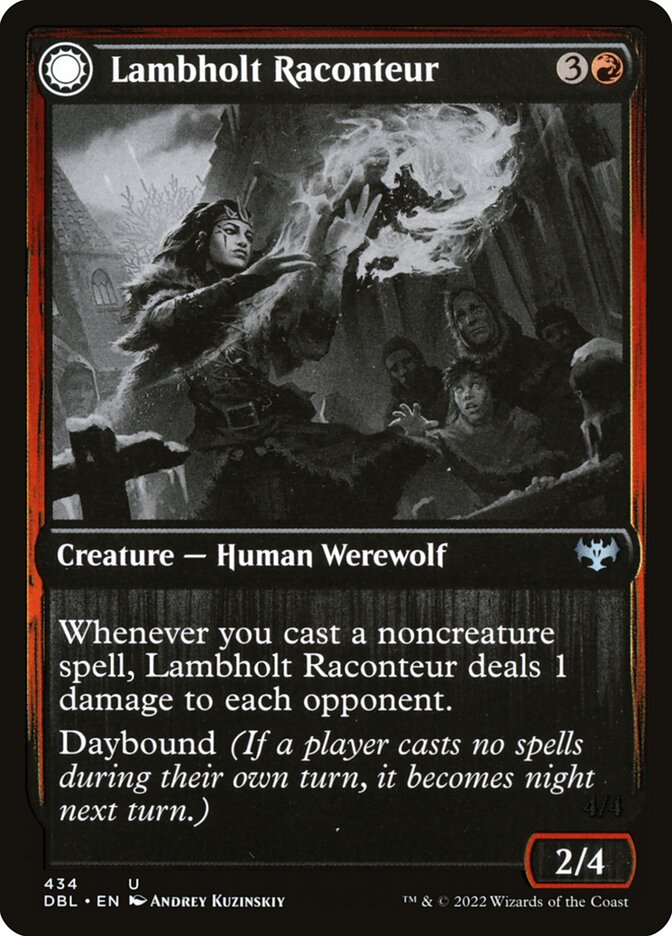 Lambholt Raconteur 3
Creature — Human Werewolf
Whenever you cast a noncreature
spell, Lambholt Raconteur deals 1
damage to each opponent.
Daybound (If a player casts no spells
during their own turn, it becomes night
next turn.)
4/4
2/4
434 U
DBL • EN Andrey Kuzinskiy ™ & © 2022 Wizards of the Coast